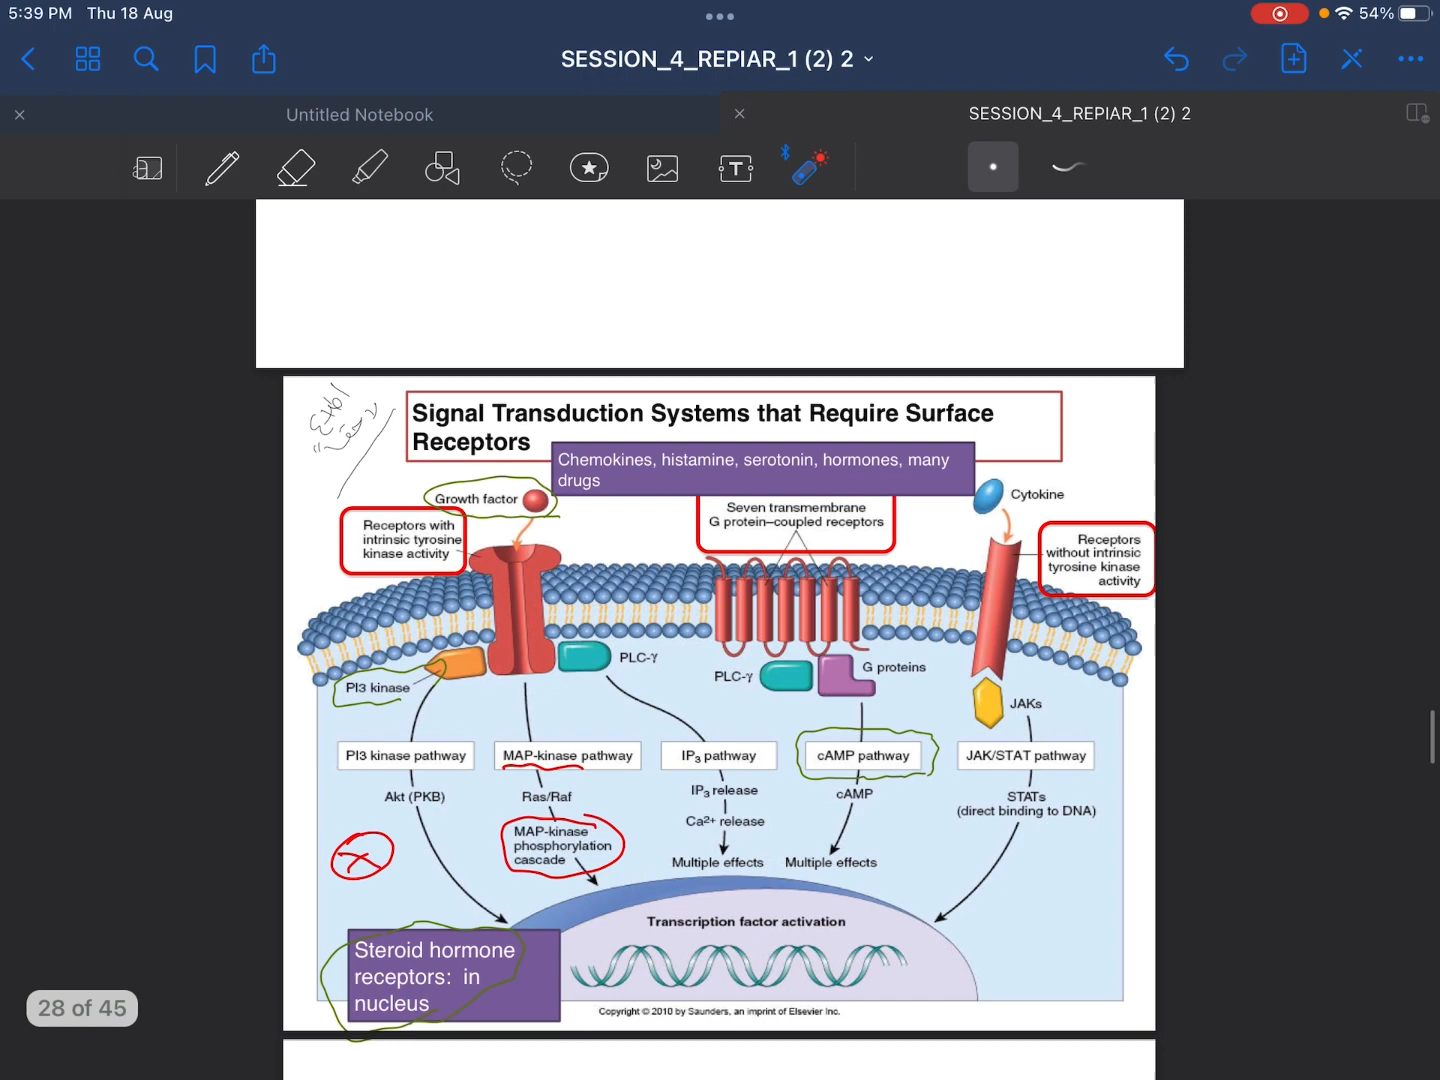 5:39 PM Thu 18 Aug
54%
SESSION_4_REPIAR_1 (2) 2
Untitled Notebook
SESSION_4_REPIAR_1 (2) 2
Signal Transduction Systems that Require Surface
Receptors
Chemokines, histamine, serotonin, hormones, many
drugs
Growth factor
Cytokine
Receptors with
intrinsic tyrosine
kinase activity
Seven transmembrane
G protein–coupled receptors
Receptors
without intrinsic
tyrosine kinase
activity
PI3 kinase
PLC-γ
PLC-γ
G proteins
JAKs
PI3 kinase pathway
MAP-kinase pathway
IP₃ pathway
cAMP pathway
JAK/STAT pathway
Akt (PKB)
Ras/Raf
IP₃ release
cAMP
STATs
(direct binding to DNA)
MAP-kinase
phosphorylation
cascade
Ca²⁺ release
Multiple effects
Multiple effects
Transcription factor activation
Steroid hormone
receptors: in
nucleus
28 of 45
Copyright © 2010 by Saunders, an imprint of Elsevier Inc.